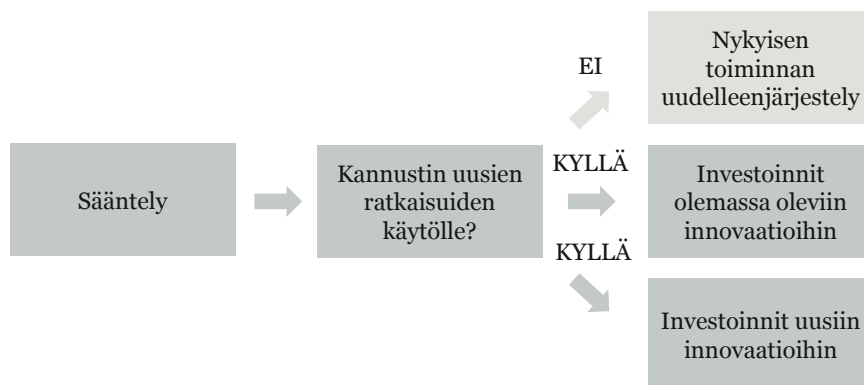 Sääntely
Kannustin uusien
ratkaisuiden
käytölle?
EI
Nykyisen
toiminnan
uudelleenjärjestely
KYLLÄ
Investoinnit
olemassa oleviin
innovaatioihin
KYLLÄ
Investoinnit uusiin
innovaatioihin